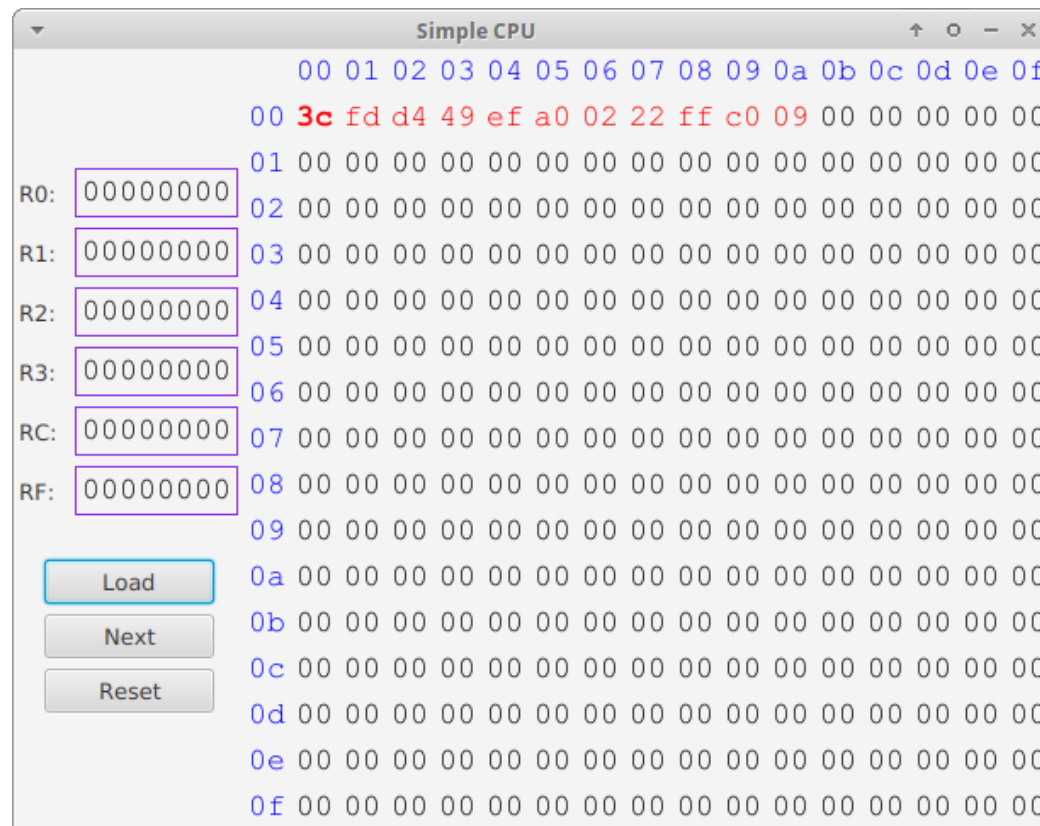 Simple CPU
00 01 02 03 04 05 06 07 08 09 0a 0b 0c 0d 0e 0f
00 3c fd d4 49 ef a0 02 22 ff c0 09 00 00 00 00 00
01 00 00 00 00 00 00 00 00 00 00 00 00 00 00 00 00
R0: 00000000
02 00 00 00 00 00 00 00 00 00 00 00 00 00 00 00 00
R1: 00000000
03 00 00 00 00 00 00 00 00 00 00 00 00 00 00 00 00
R2: 00000000
04 00 00 00 00 00 00 00 00 00 00 00 00 00 00 00 00
05 00 00 00 00 00 00 00 00 00 00 00 00 00 00 00 00
R3: 00000000
06 00 00 00 00 00 00 00 00 00 00 00 00 00 00 00 00
RC: 00000000
07 00 00 00 00 00 00 00 00 00 00 00 00 00 00 00 00
RF: 00000000
08 00 00 00 00 00 00 00 00 00 00 00 00 00 00 00 00
09 00 00 00 00 00 00 00 00 00 00 00 00 00 00 00 00
Load
0a 00 00 00 00 00 00 00 00 00 00 00 00 00 00 00 00
0b 00 00 00 00 00 00 00 00 00 00 00 00 00 00 00 00
Next
0c 00 00 00 00 00 00 00 00 00 00 00 00 00 00 00 00
Reset
0d 00 00 00 00 00 00 00 00 00 00 00 00 00 00 00 00
0e 00 00 00 00 00 00 00 00 00 00 00 00 00 00 00 00
0f 00 00 00 00 00 00 00 00 00 00 00 00 00 00 00 00